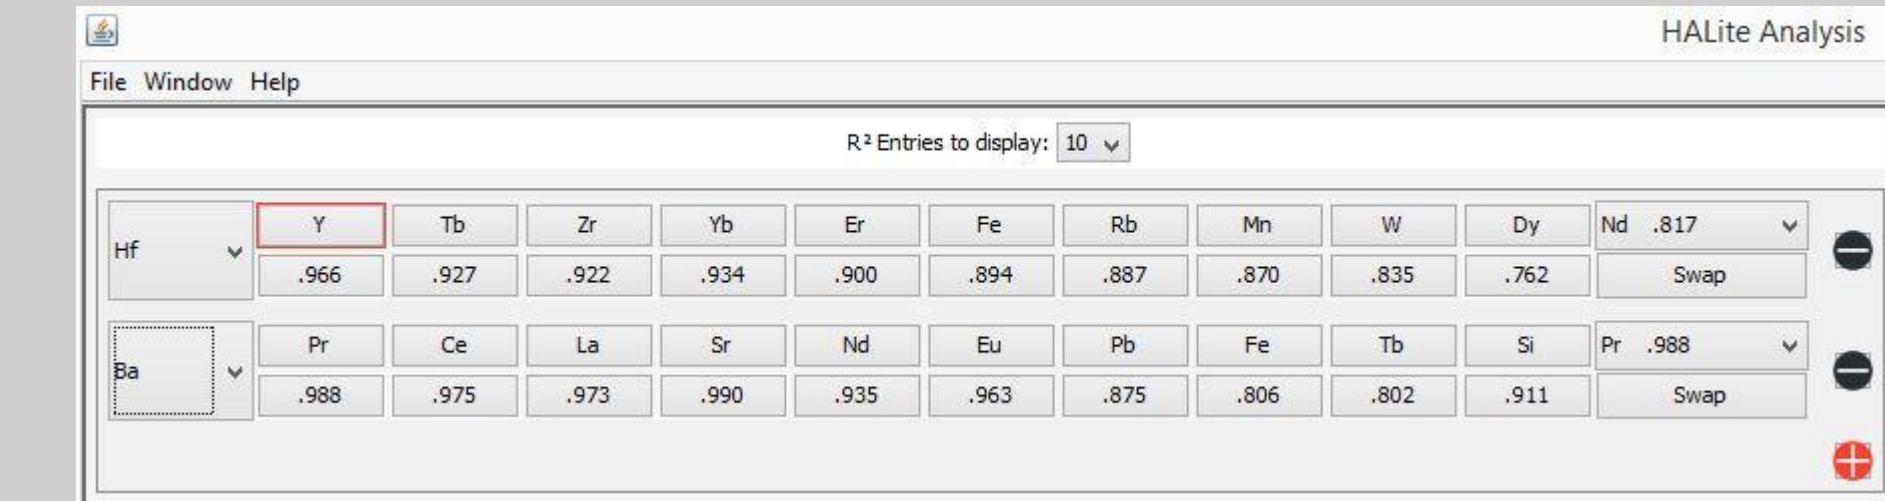 HALite Analysis
File Window Help
R² Entries to display: 10
Hf Y Tb Zr Yb Er Fe Rb Mn W Dy Nd .817
.966 .927 .922 .934 .900 .894 .887 .870 .835 .762 Swap
Ba Pr Ce La Sr Nd Eu Pb Fe Tb Si Pr .988
.988 .975 .973 .990 .935 .963 .875 .806 .802 .911 Swap